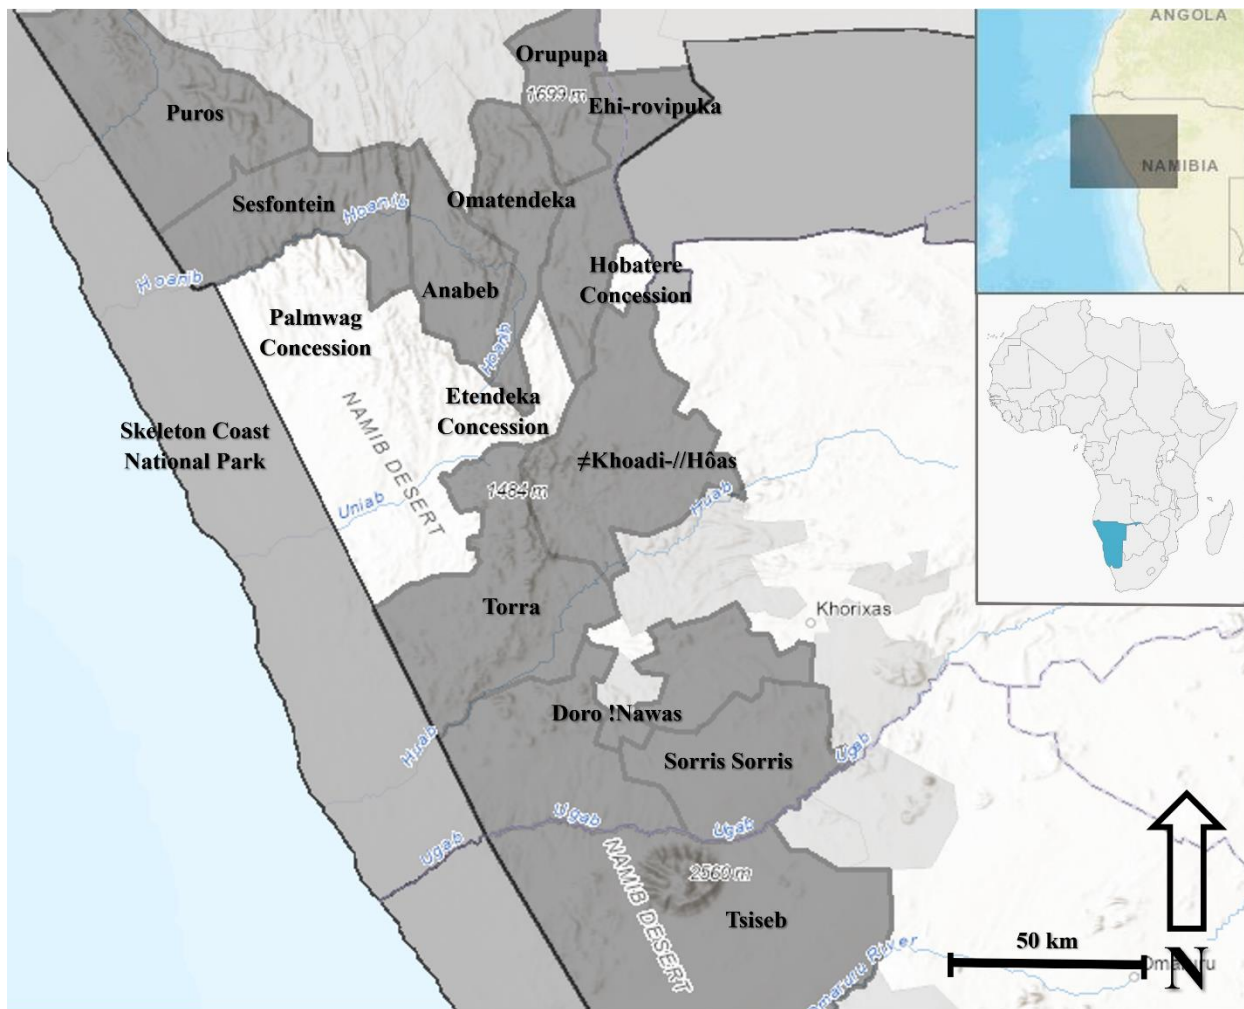 ANGOLA
Orupupa
1699 m
Ehi-rovipuka
Puros
NAMIBIA
Omatendeka
Sesfontein
Hoanib
Hobatere
Concession
Hoanib
Anabeb
Palmwag
Concession
Hoanib
Etendeka
Concession
NAMIB DESERT
Skeleton Coast
National Park
≠Khoadi-//Hôas
1484 m
Uniab
Huab
Torra
Khorixas
Doro !Nawas
Huab
Sorris Sorris
Ugab
Ugab
Ugab
Ugab
NAMIB DESERT
2560 m
Tsiseb
50 km
Omaruru River
Omaruru
N